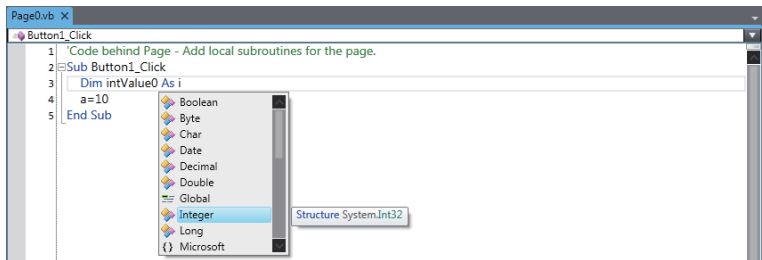 Page0.vb ×
Button1_Click
1 'Code behind Page - Add local subroutines for the page.
2 Sub Button1_Click
3 Dim intValue0 As i
4 a=10
5 End Sub
Boolean
Byte
Char
Date
Decimal
Double
Global
Integer
Structure System.Int32
Long
{} Microsoft